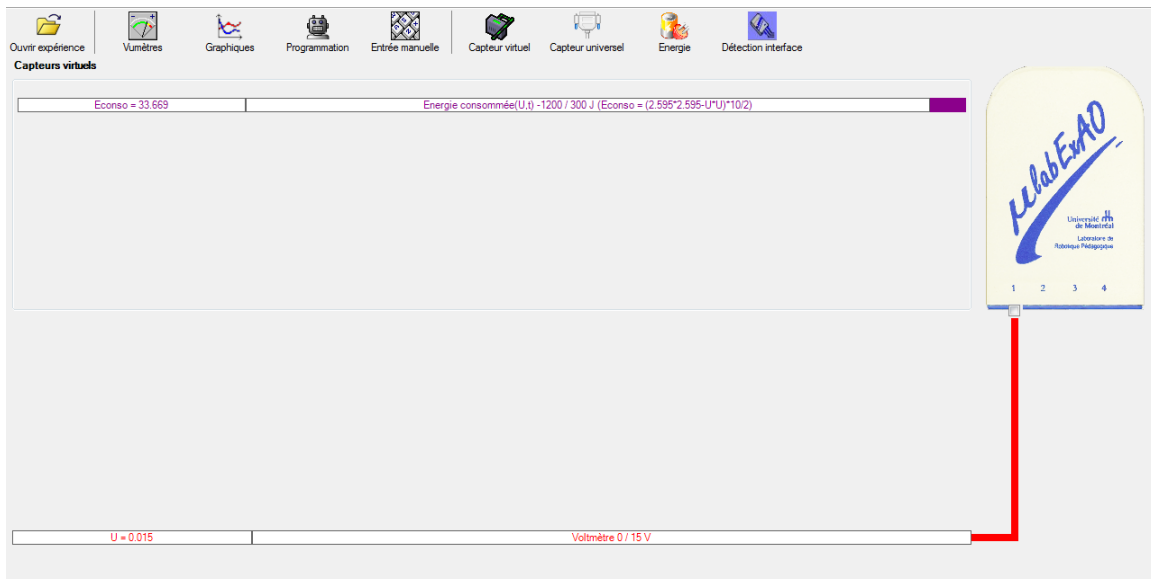 Ouvrir expérience Vumètres Graphiques Programmation Entrée manuelle Capteur virtuel Capteur universel Energie Détection interface
Capteurs virtuels
Econso = 33.669 Energie consommée(U,t) -1200 / 300 J (Econso = (2.595*2.595-U*U)*10/2)
µlabExAO
Université
de Montréal
Laboratoire de
Robotique Pédagogique
1 2 3 4
U = 0.015 Voltmètre 0 / 15 V